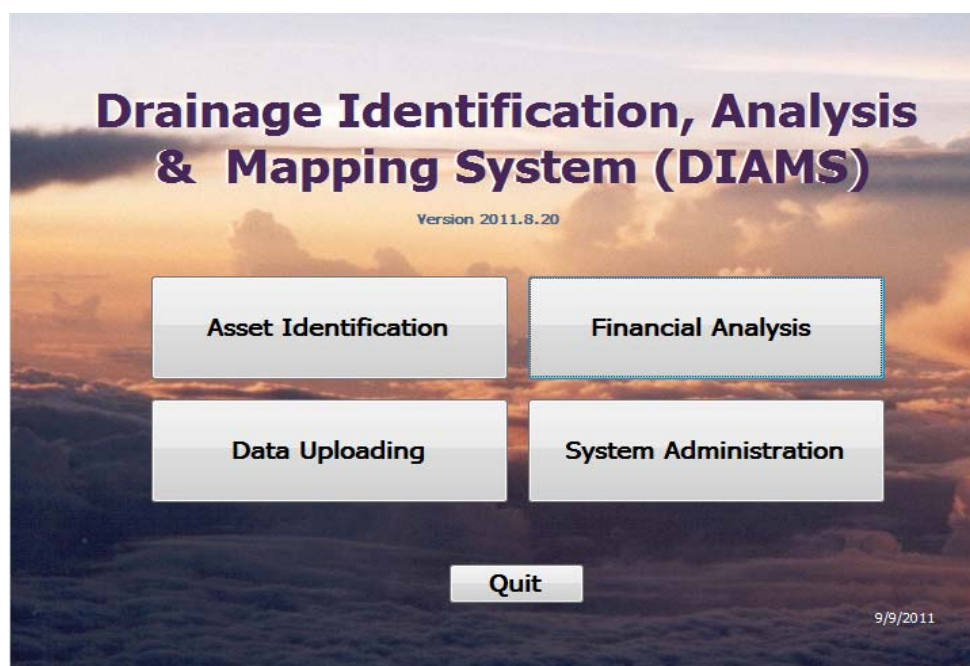 Drainage Identification, Analysis
& Mapping System (DIAMS)
Version 2011.8.20
Asset Identification
Financial Analysis
Data Uploading
System Administration
Quit
9/9/2011